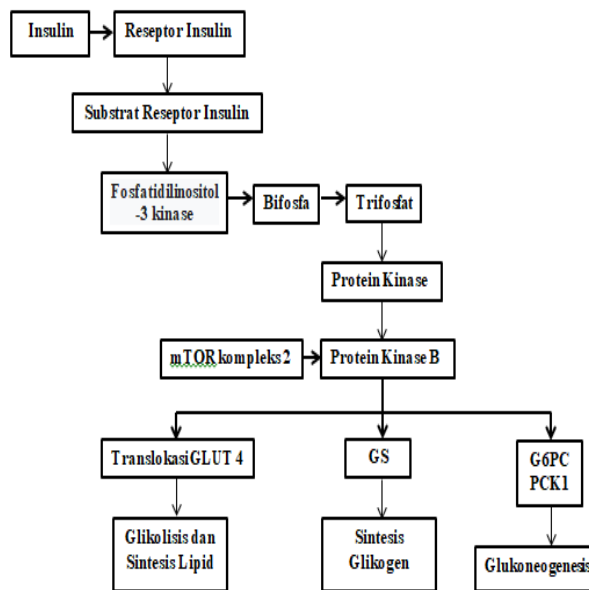 Insulin
Reseptor Insulin
Substrat Reseptor Insulin
Fosfatidilinositol
-3 kinase
Bifosfa
Trifosfat
Protein Kinase
mTOR kompleks 2
Protein Kinase B
Translokasi GLUT 4
GS
G6PC
PCK1
Glikolisis dan
Sintesis Lipid
Sintesis
Glikogen
Glukoneogenesis